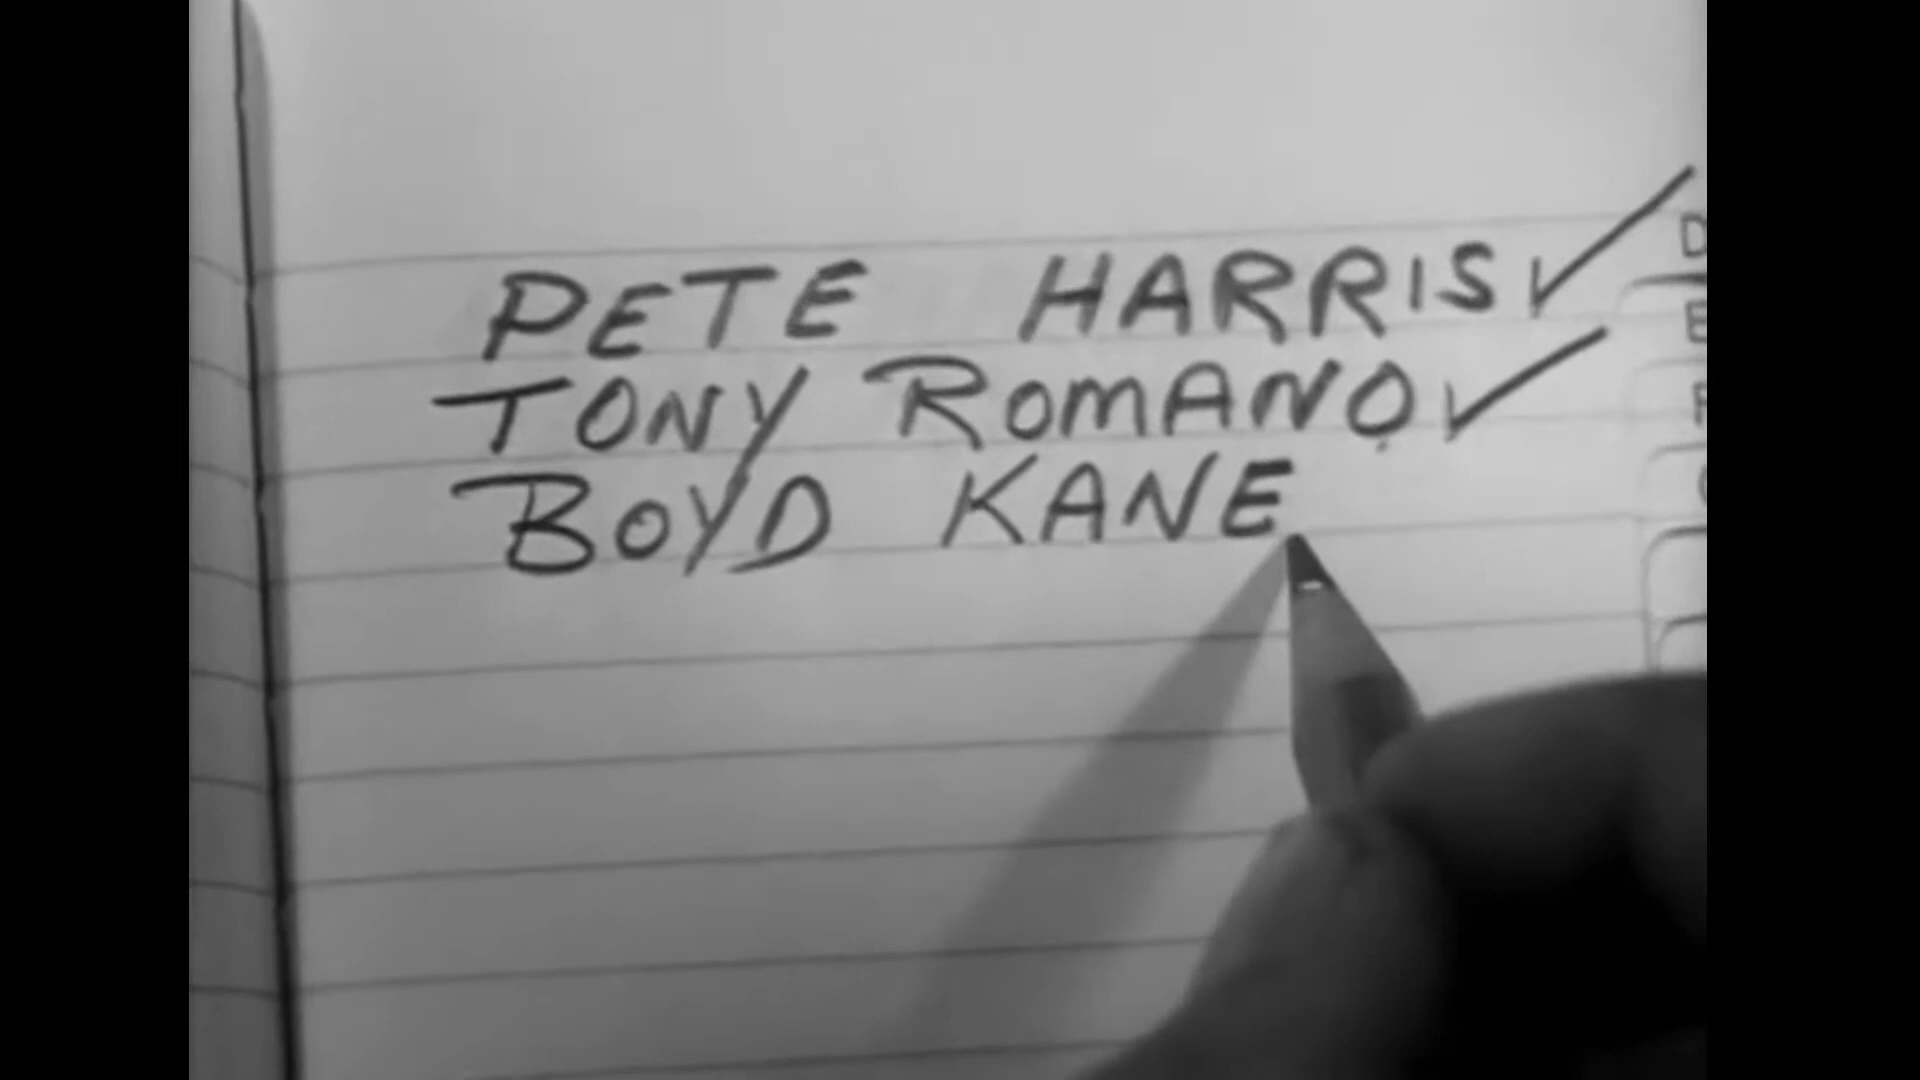 PETE HARRIS ✓
TONY ROMANO ✓
BOYD KANE
D
E
F